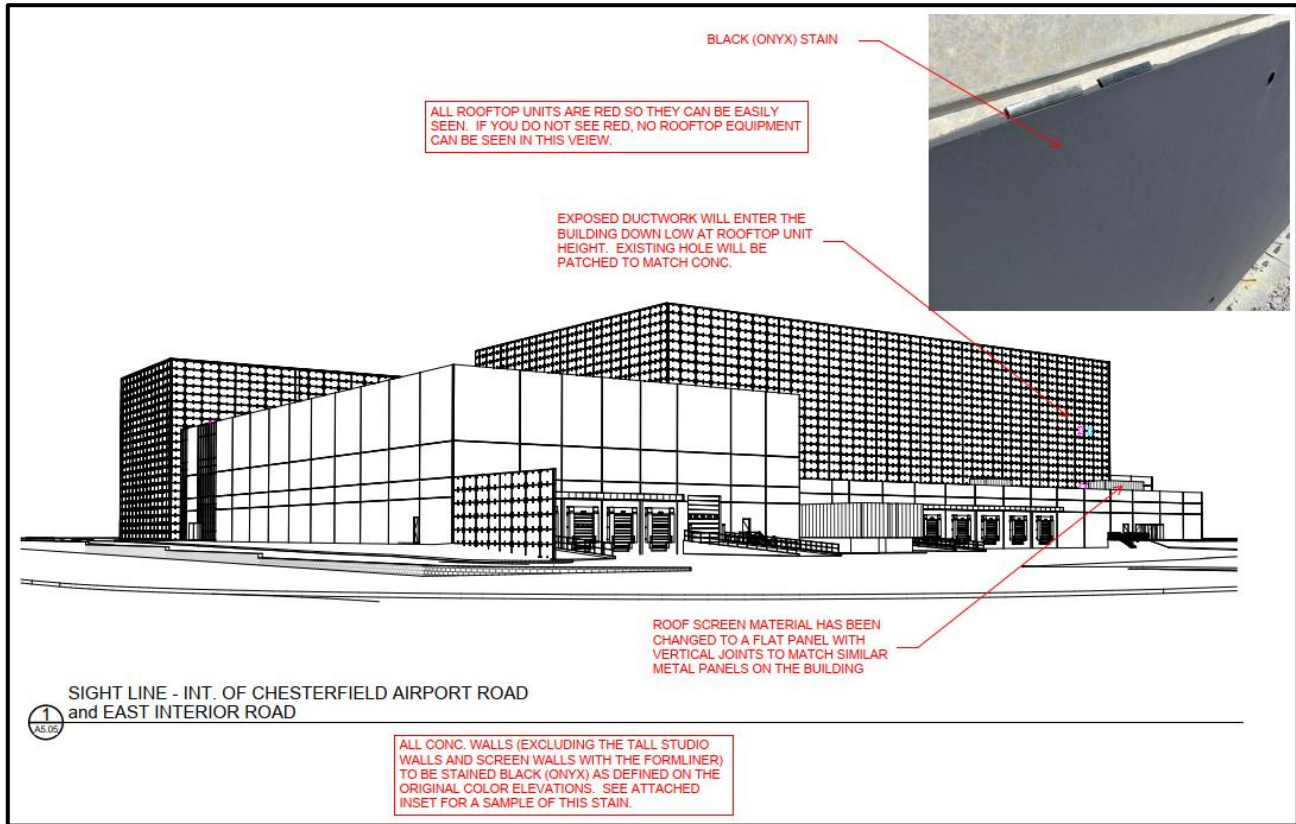 BLACK (ONYX) STAIN
ALL ROOFTOP UNITS ARE RED SO THEY CAN BE EASILY
SEEN. IF YOU DO NOT SEE RED, NO ROOFTOP EQUIPMENT
CAN BE SEEN IN THIS VEIEW.
EXPOSED DUCTWORK WILL ENTER THE
BUILDING DOWN LOW AT ROOFTOP UNIT
HEIGHT. EXISTING HOLE WILL BE
PATCHED TO MATCH CONC.
ROOF SCREEN MATERIAL HAS BEEN
CHANGED TO A FLAT PANEL WITH
VERTICAL JOINTS TO MATCH SIMILAR
METAL PANELS ON THE BUILDING
SIGHT LINE - INT. OF CHESTERFIELD AIRPORT ROAD
and EAST INTERIOR ROAD
1
A5.05
ALL CONC. WALLS (EXCLUDING THE TALL STUDIO
WALLS AND SCREEN WALLS WITH THE FORMLINER)
TO BE STAINED BLACK (ONYX) AS DEFINED ON THE
ORIGINAL COLOR ELEVATIONS. SEE ATTACHED
INSET FOR A SAMPLE OF THIS STAIN.